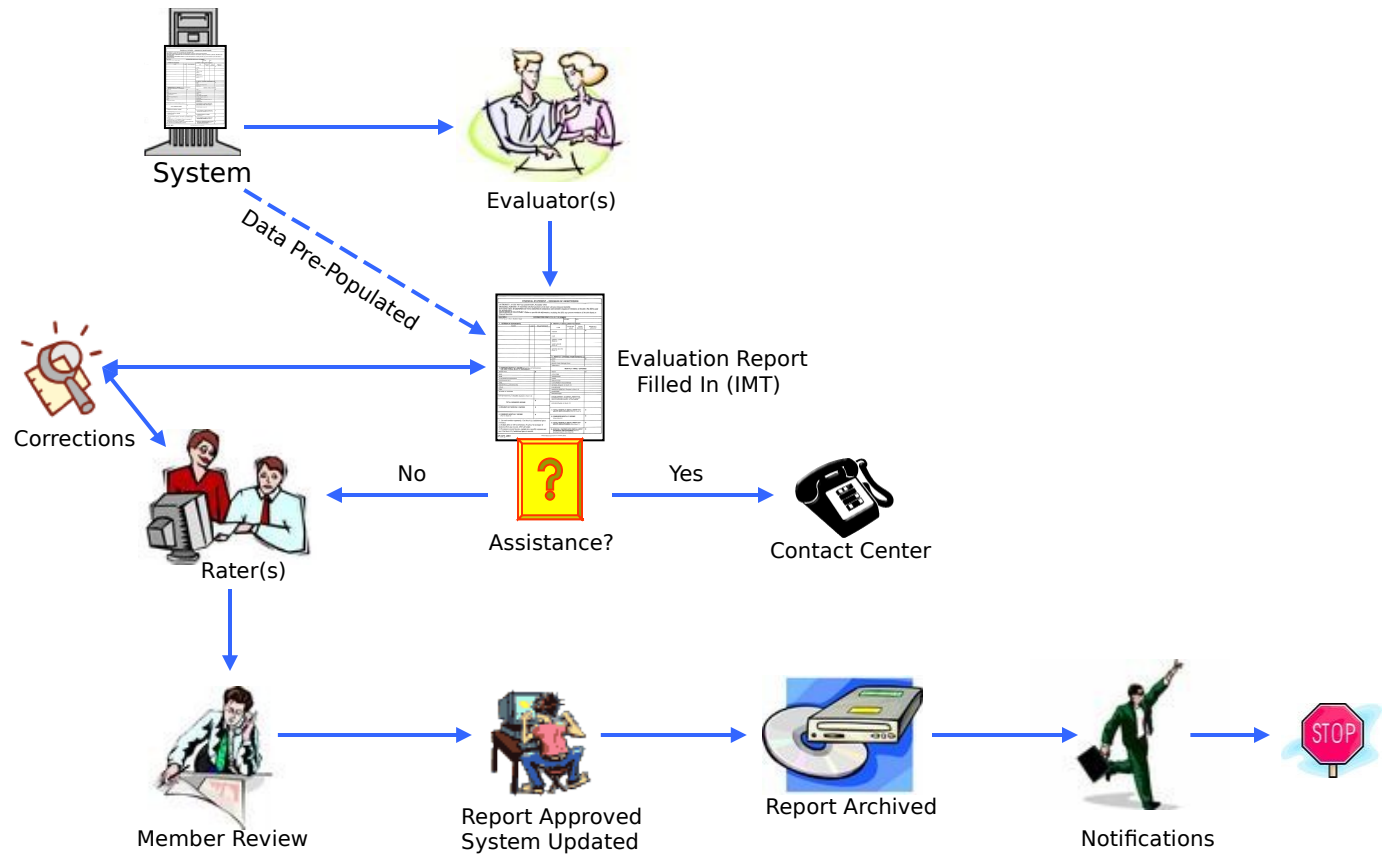 System
Evaluator(s)
Data Pre-Populated
Evaluation Report
Filled In (IMT)
Corrections
No
Yes
Assistance?
Contact Center
Rater(s)
STOP
Report Archived
Report Approved
System Updated
Member Review
Notifications